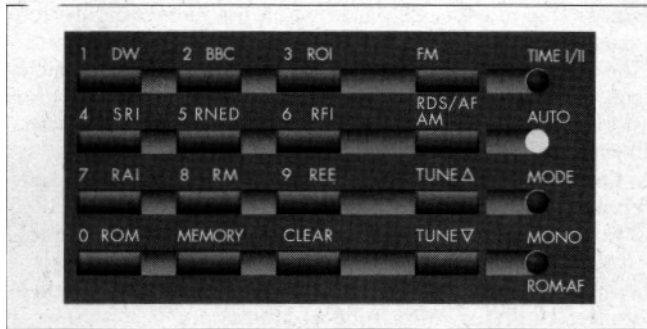 1 DW 2 BBC 3 ROI FM TIME I/II
4 SRI 5 RNED 6 RFI RDS/AF AM AUTO
7 RAI 8 RM 9 REE TUNE△ MODE
0 ROM MEMORY CLEAR TUNE▽ MONO
ROM-AF